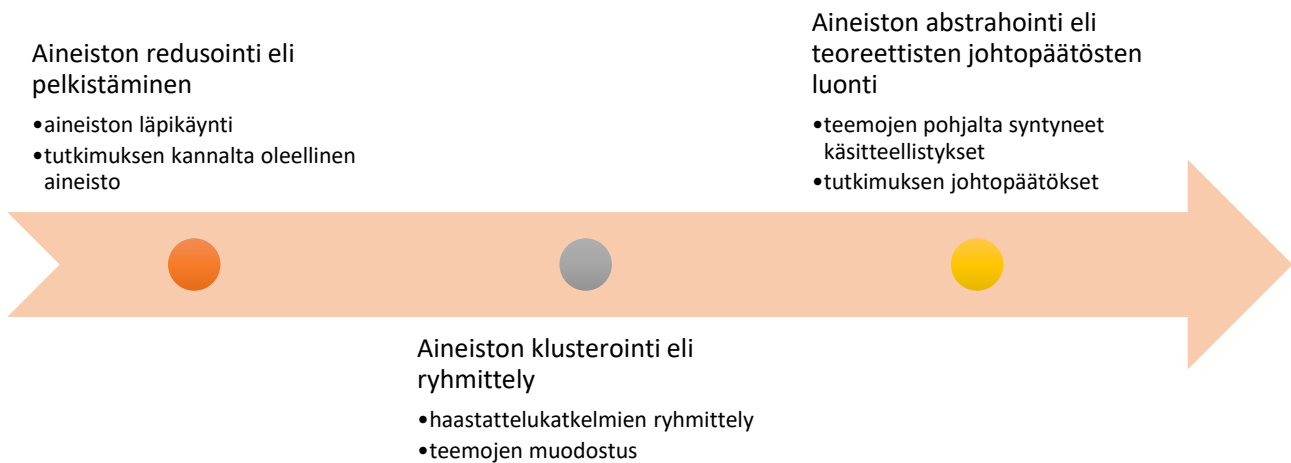 Aineiston redusointi eli
pelkistäminen
•aineiston läpikäynti
•tutkimuksen kannalta oleellinen
aineisto
Aineiston klusterointi eli
ryhmittely
•haastattelukatkelmien ryhmittely
•teemojen muodostus
Aineiston abstrahointi eli
teoreettisten johtopäätösten
luonti
•teemojen pohjalta syntyneet
käsitteellistykset
•tutkimuksen johtopäätökset